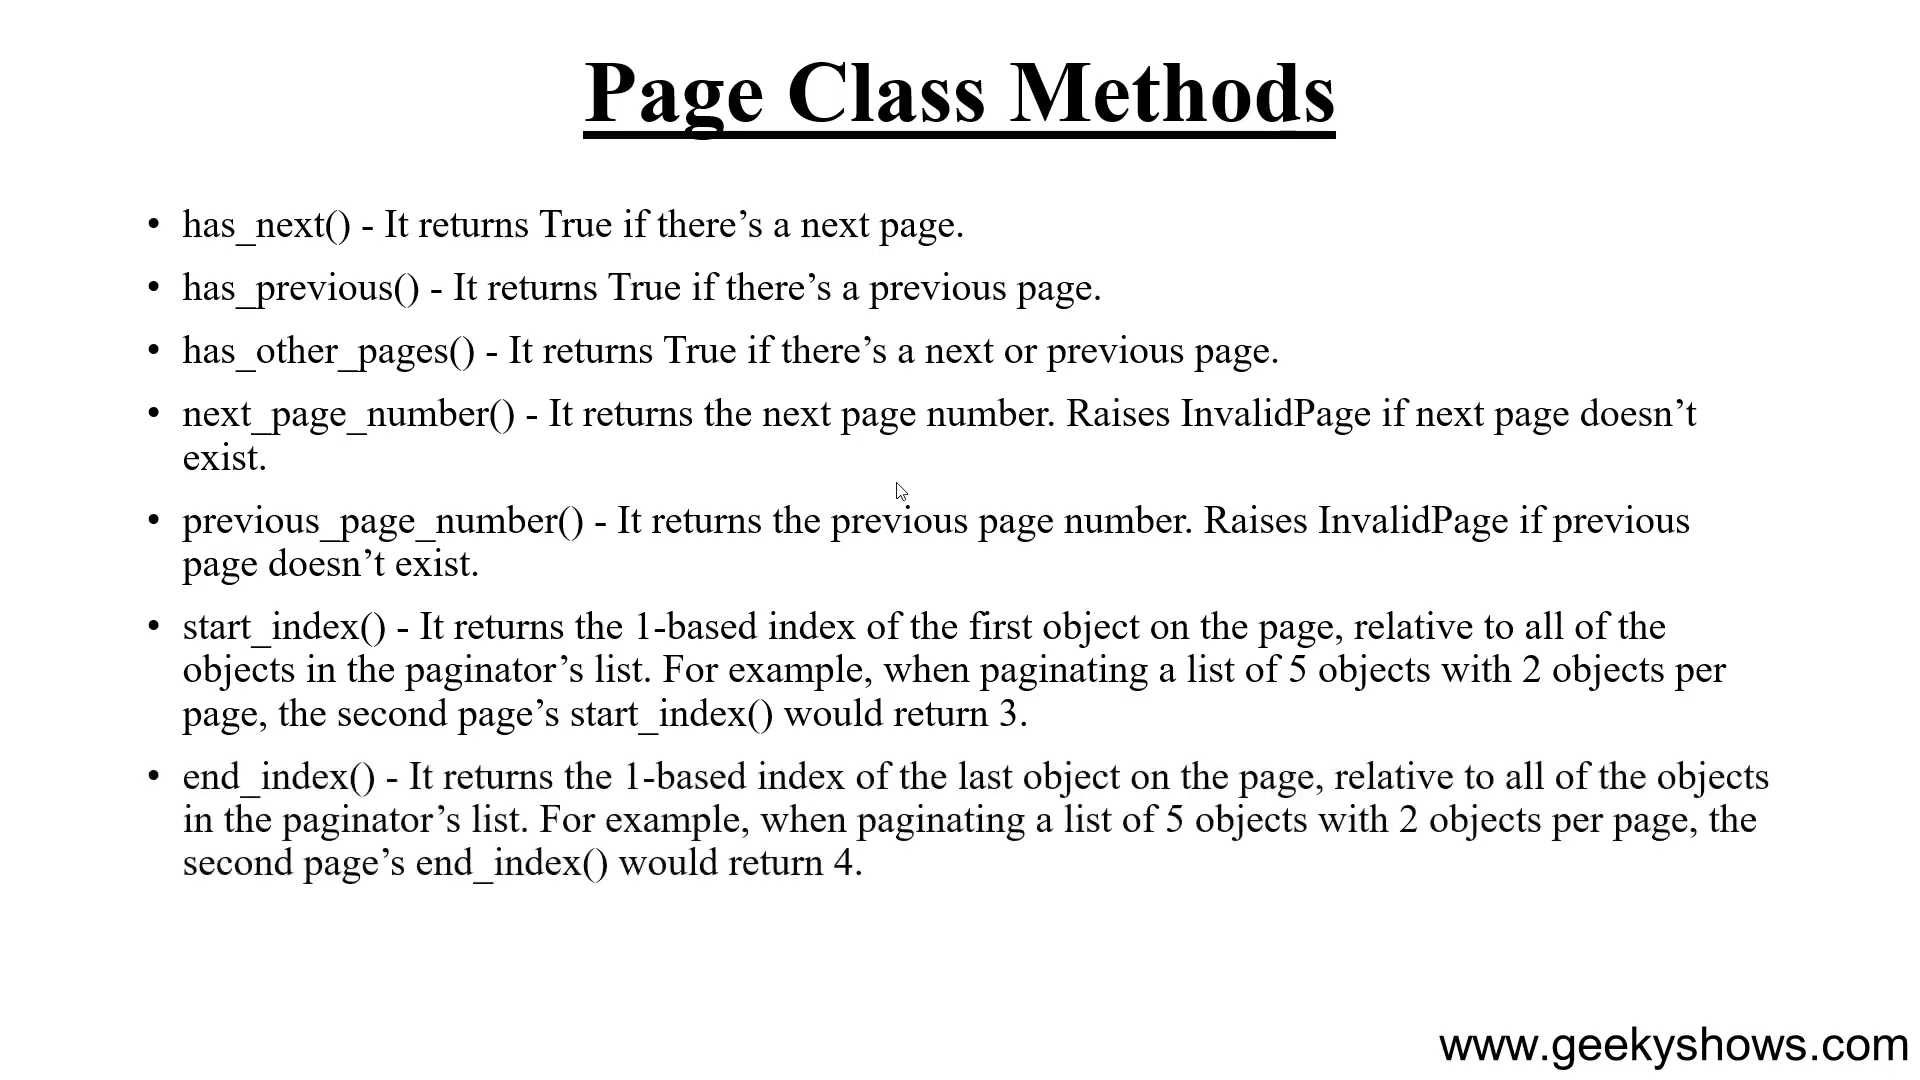 Page Class Methods
• has_next() - It returns True if there’s a next page.
• has_previous() - It returns True if there’s a previous page.
• has_other_pages() - It returns True if there’s a next or previous page.
• next_page_number() - It returns the next page number. Raises InvalidPage if next page doesn’t
exist.
• previous_page_number() - It returns the previous page number. Raises InvalidPage if previous
page doesn’t exist.
• start_index() - It returns the 1-based index of the first object on the page, relative to all of the
objects in the paginator’s list. For example, when paginating a list of 5 objects with 2 objects per
page, the second page’s start_index() would return 3.
• end_index() - It returns the 1-based index of the last object on the page, relative to all of the objects
in the paginator’s list. For example, when paginating a list of 5 objects with 2 objects per page, the
second page’s end_index() would return 4.
www.geekyshows.com